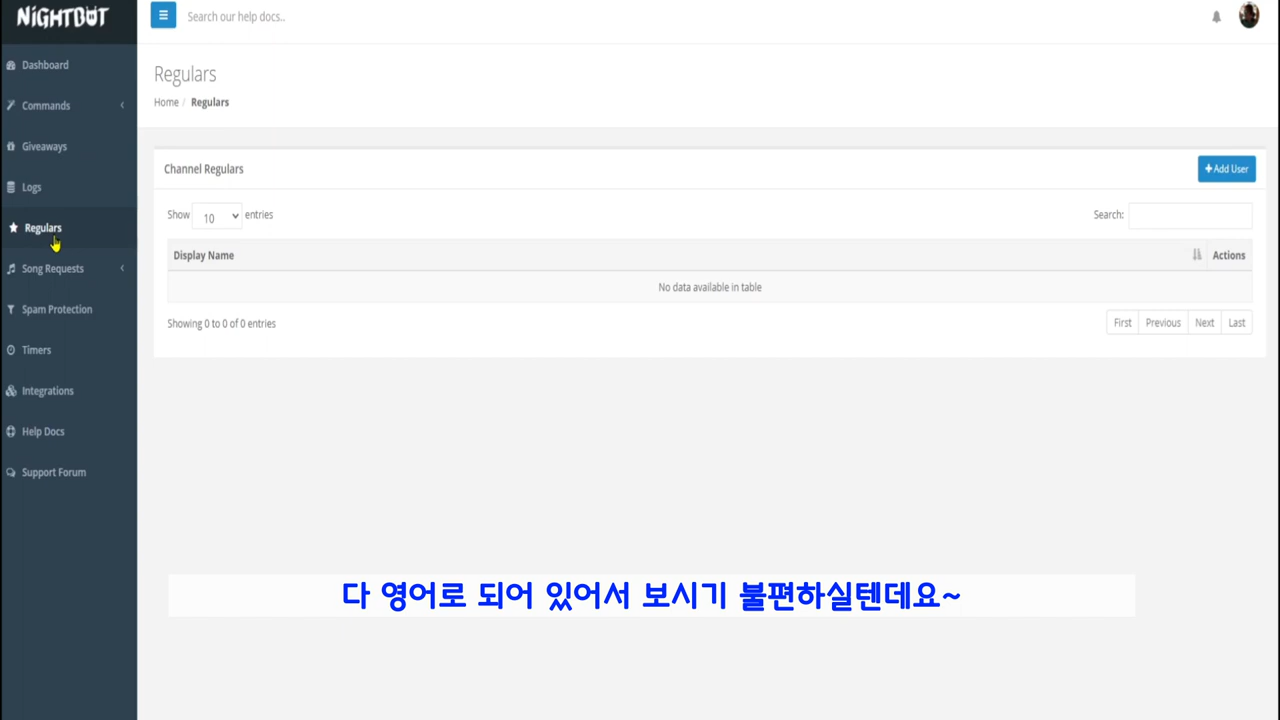 NiGHTBOT
Search our help docs..
Dashboard
Commands
Giveaways
Logs
Regulars
Song Requests
Spam Protection
Timers
Integrations
Help Docs
Support Forum
Regulars
Home / Regulars
Channel Regulars
+ Add User
Show 10 entries
Search:
Display Name
Actions
No data available in table
Showing 0 to 0 of 0 entries
First Previous Next Last
다 영어로 되어 있어서 보시기 불편하실텐데요~